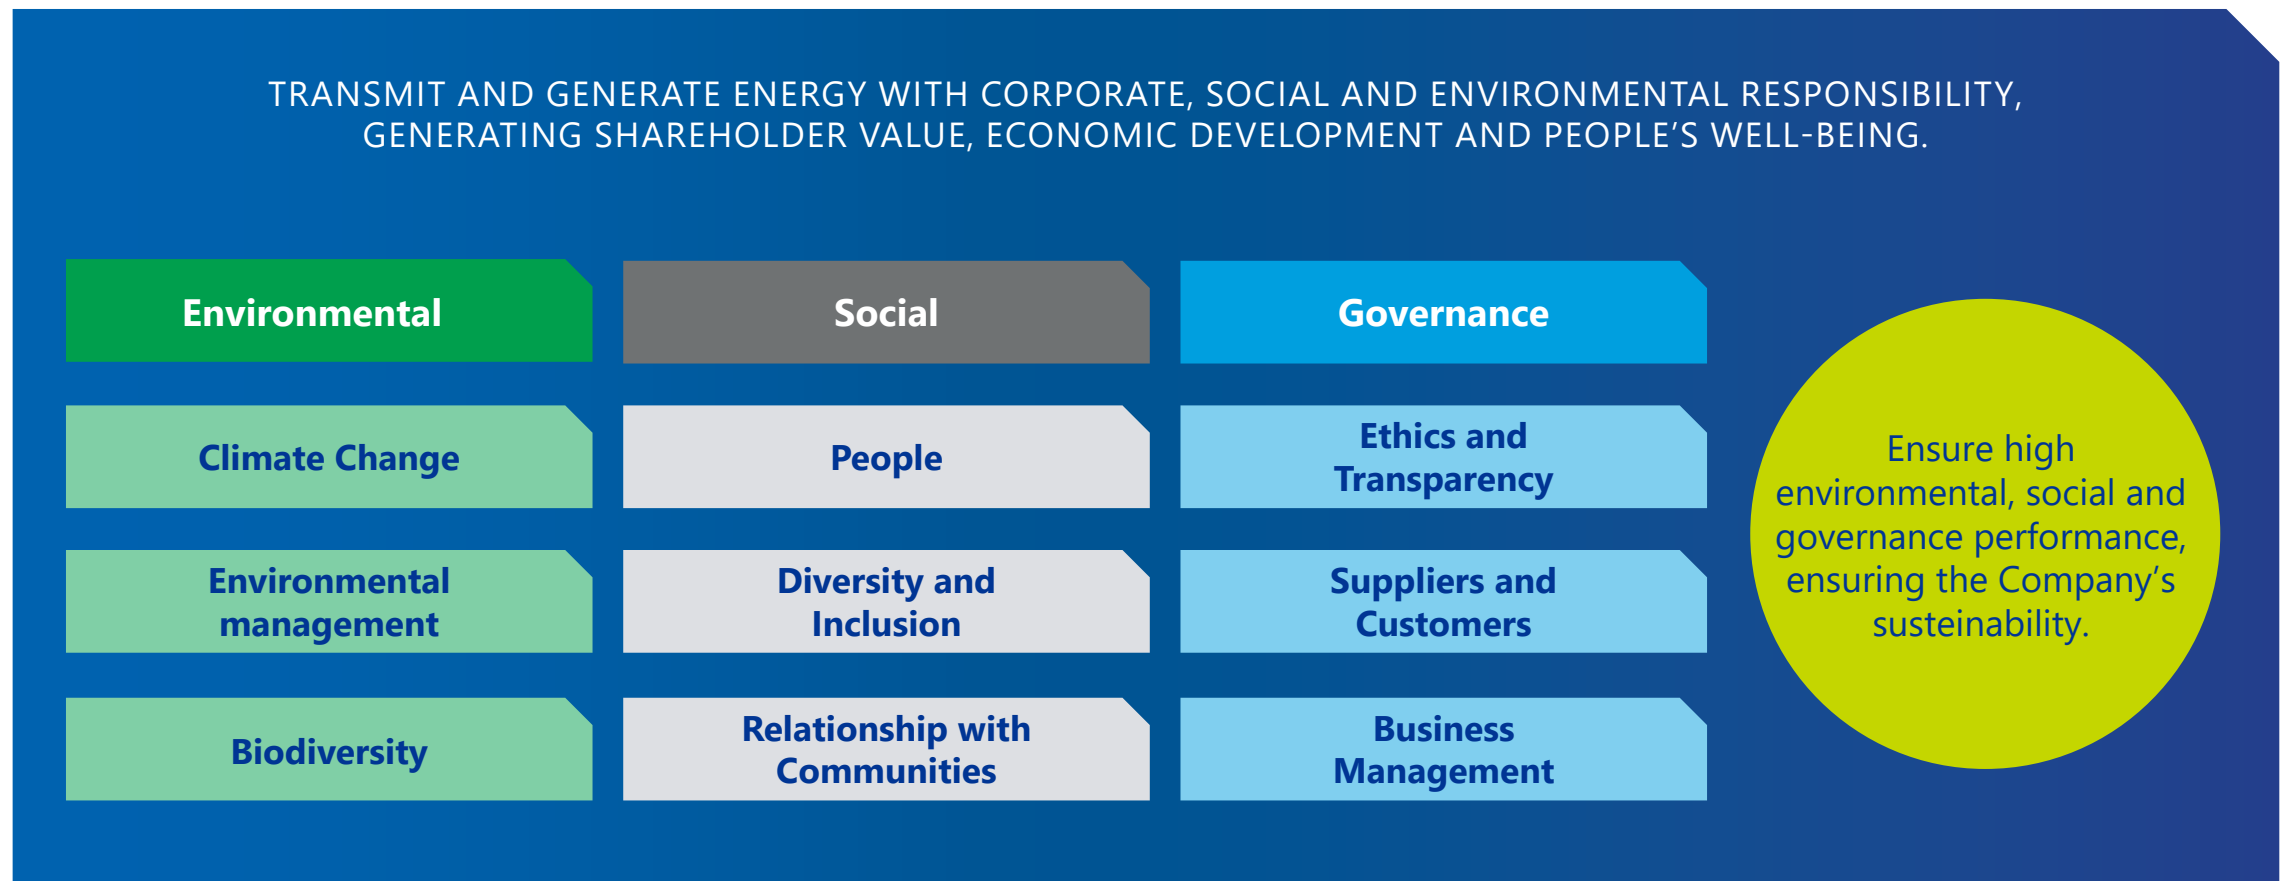 TRANSMIT AND GENERATE ENERGY WITH CORPORATE, SOCIAL AND ENVIRONMENTAL RESPONSIBILITY,
GENERATING SHAREHOLDER VALUE, ECONOMIC DEVELOPMENT AND PEOPLE’S WELL-BEING.
Environmental
Climate Change
Environmental
management
Biodiversity
Social
People
Diversity and
Inclusion
Relationship with
Communities
Governance
Ethics and
Transparency
Suppliers and
Customers
Business
Management
Ensure high
environmental, social and
governance performance,
ensuring the Company’s
susteinability.